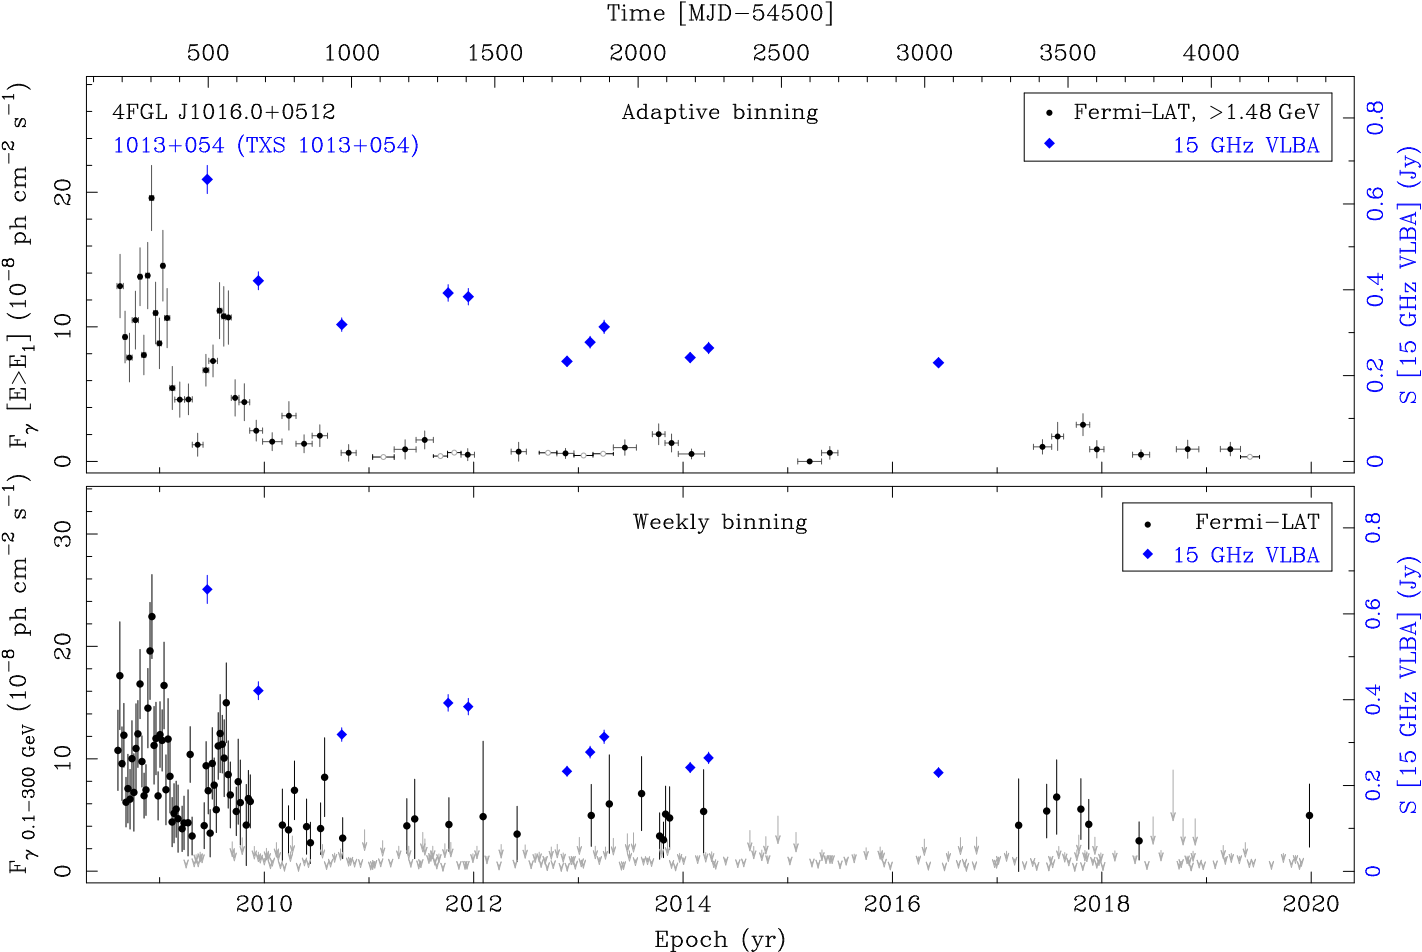 Time [MJD−54500]
500 1000 1500 2000 2500 3000 3500 4000
4FGL J1016.0+0512
1013+054 (TXS 1013+054)
Adaptive binning
Fermi−LAT, >1.48 GeV
15 GHz VLBA
F_γ [E>E_1] (10^−8 ph cm^−2 s^−1)
0 10 20
S [15 GHz VLBA] (Jy)
0 0.2 0.4 0.6 0.8
Weekly binning
Fermi−LAT
15 GHz VLBA
F_γ 0.1−300 GeV (10^−8 ph cm^−2 s^−1)
0 10 20 30
S [15 GHz VLBA] (Jy)
0 0.2 0.4 0.6 0.8
2010 2012 2014 2016 2018 2020
Epoch (yr)